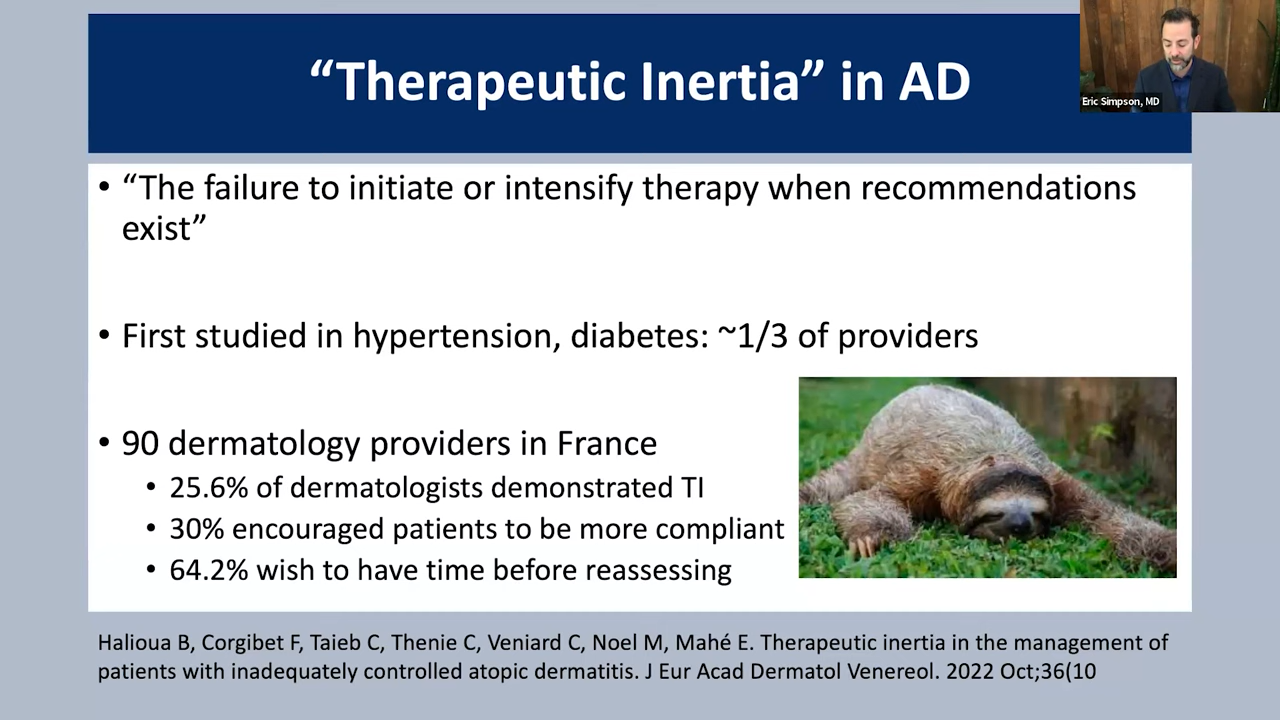 “Therapeutic Inertia” in AD
Eric Simpson, MD
• “The failure to initiate or intensify therapy when recommendations
exist”
• First studied in hypertension, diabetes: ~1/3 of providers
• 90 dermatology providers in France
• 25.6% of dermatologists demonstrated TI
• 30% encouraged patients to be more compliant
• 64.2% wish to have time before reassessing
Halioua B, Corgibet F, Taieb C, Thenie C, Veniard C, Noel M, Mahé E. Therapeutic inertia in the management of
patients with inadequately controlled atopic dermatitis. J Eur Acad Dermatol Venereol. 2022 Oct;36(10